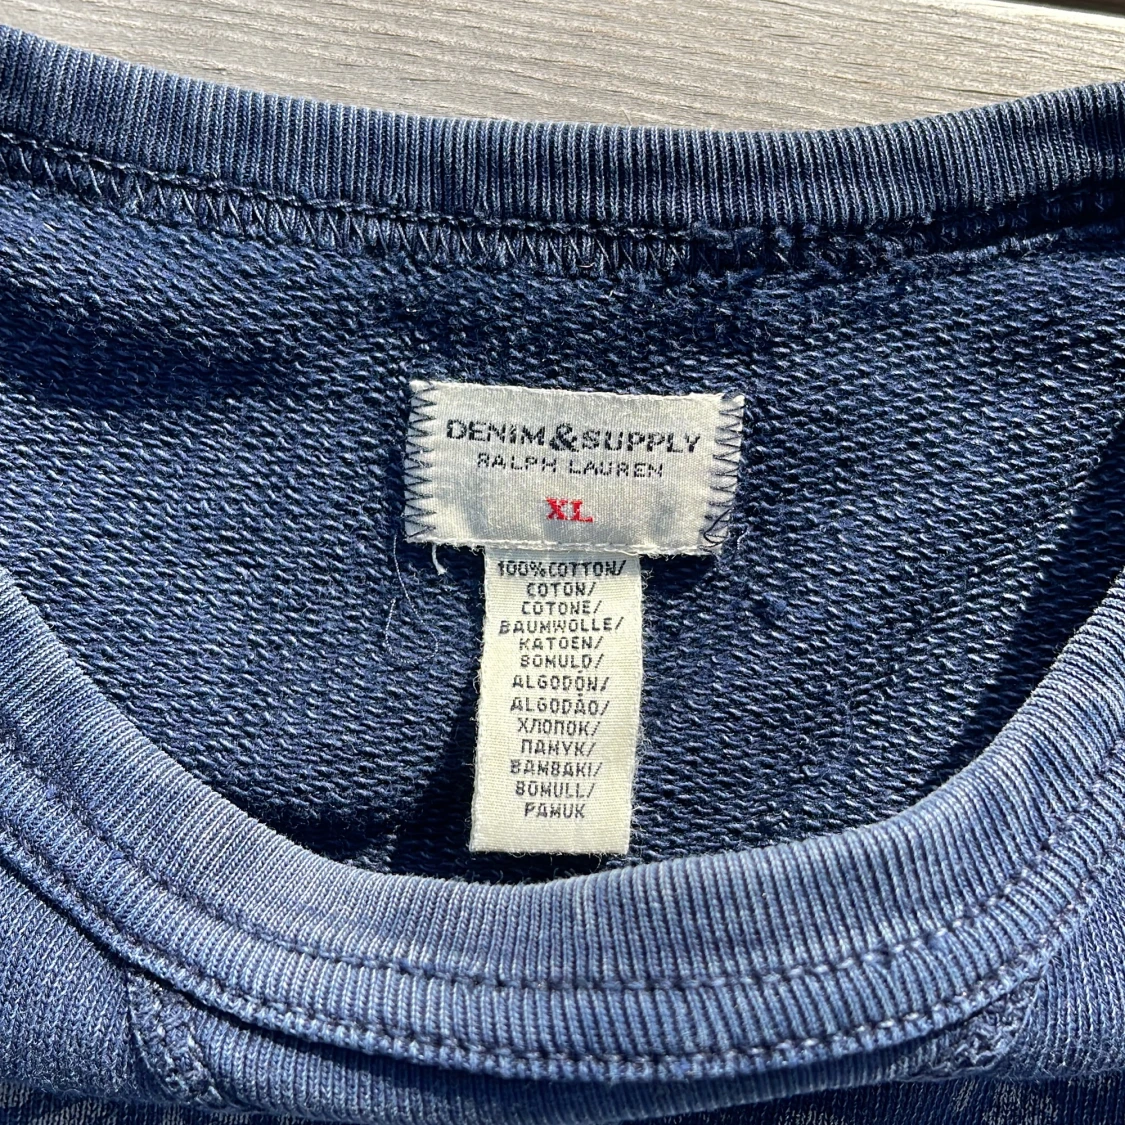 DENIM&SUPPLY
RALPH LAUREN
XL
100%COTTON/
COTON/
COTONE/
BAUMWOLLE/
KATOEN/
BOMULD/
ALGODÓN/
ALGODÃO/
ХЛОПОК/
ПАМУК/
BAMBAKI/
BOMULL/
PAMUK